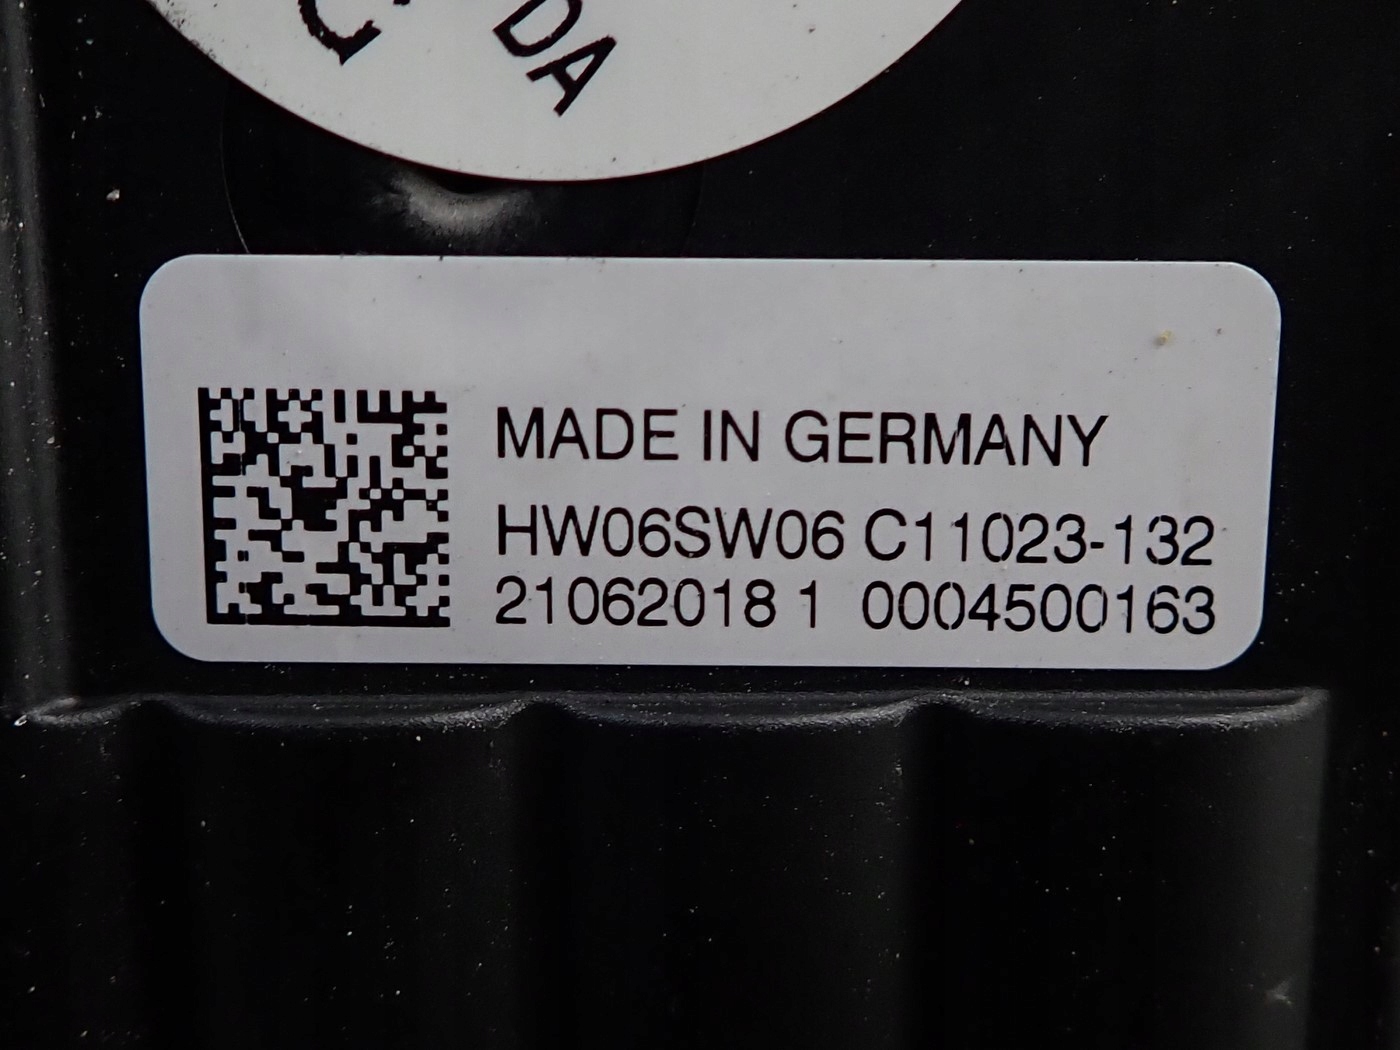 DA
MADE IN GERMANY
HW06SW06 C11023-132
21062018 1 0004500163